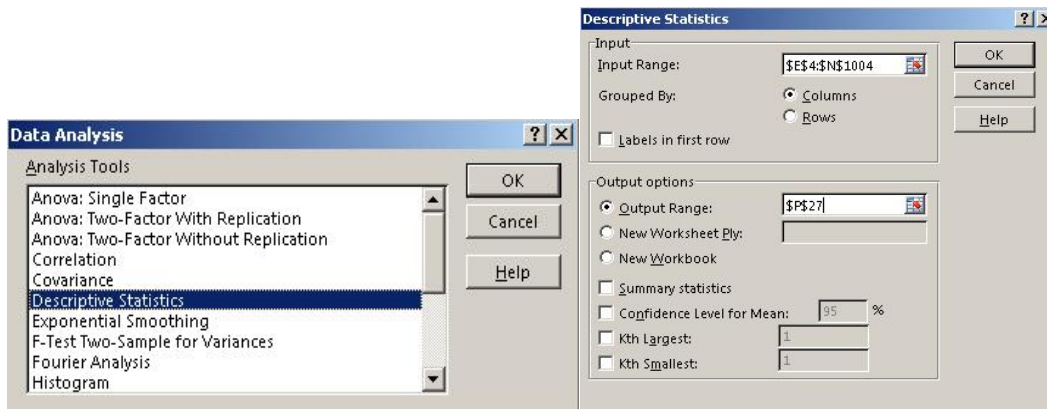 Data Analysis
? X
Analysis Tools
Anova: Single Factor
Anova: Two-Factor With Replication
Anova: Two-Factor Without Replication
Correlation
Covariance
Descriptive Statistics
Exponential Smoothing
F-Test Two-Sample for Variances
Fourier Analysis
Histogram
OK
Cancel
Help
Descriptive Statistics
? X
Input
Input Range: $E$4:$N$1004
Grouped By: Columns
Rows
Labels in first row
OK
Cancel
Help
Output options
Output Range: $P$27
New Worksheet Ply:
New Workbook
Summary statistics
Confidence Level for Mean: 95 %
Kth Largest: 1
Kth Smallest: 1